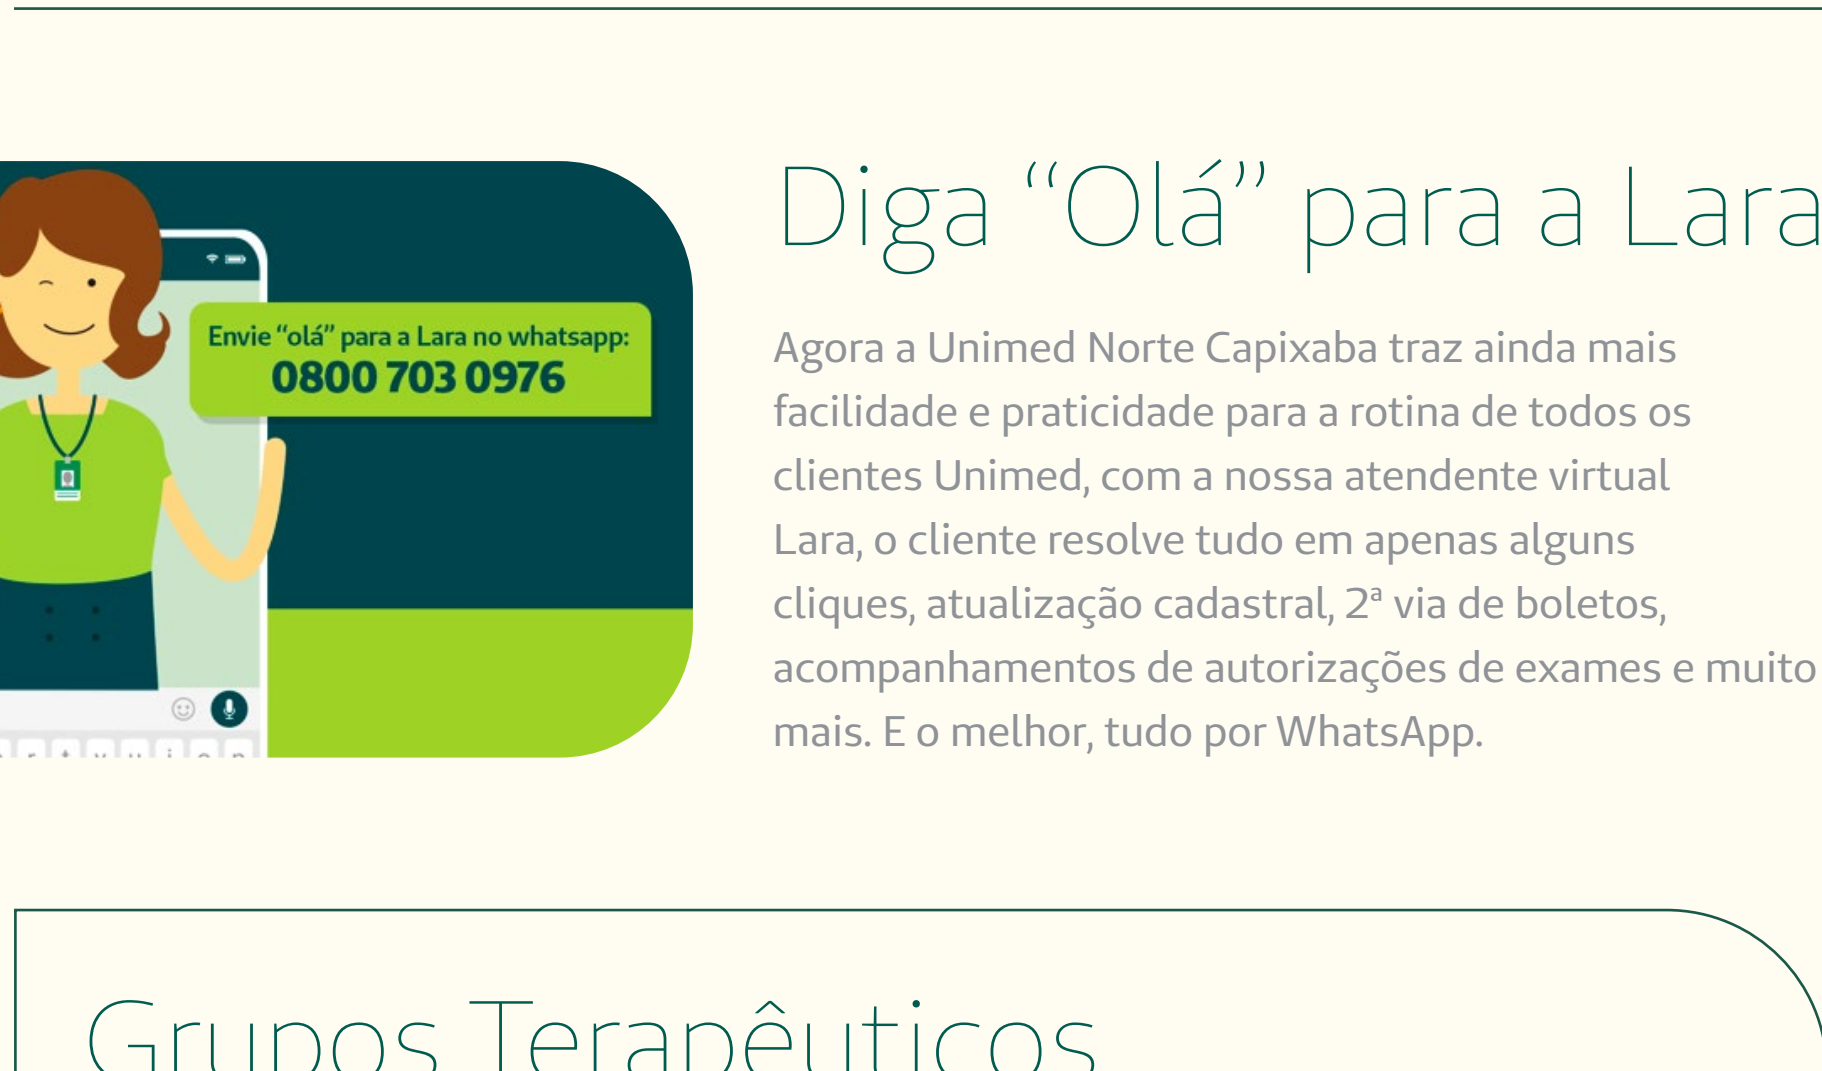 Envie “olá” para a Lara no whatsapp:
0800 703 0976
Diga “Olá” para a Lara
Agora a Unimed Norte Capixaba traz ainda mais
facilidade e praticidade para a rotina de todos os
clientes Unimed, com a nossa atendente virtual
Lara, o cliente resolve tudo em apenas alguns
cliques, atualização cadastral, 2ª via de boletos,
acompanhamentos de autorizações de exames e muito
mais. E o melhor, tudo por WhatsApp.
Grupos Terapêuticos